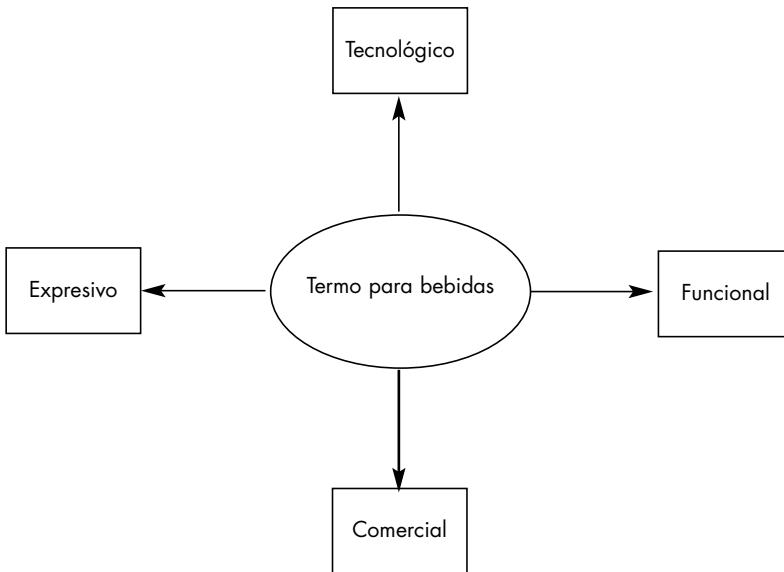 Tecnológico
Expresivo
Termo para bebidas
Funcional
Comercial